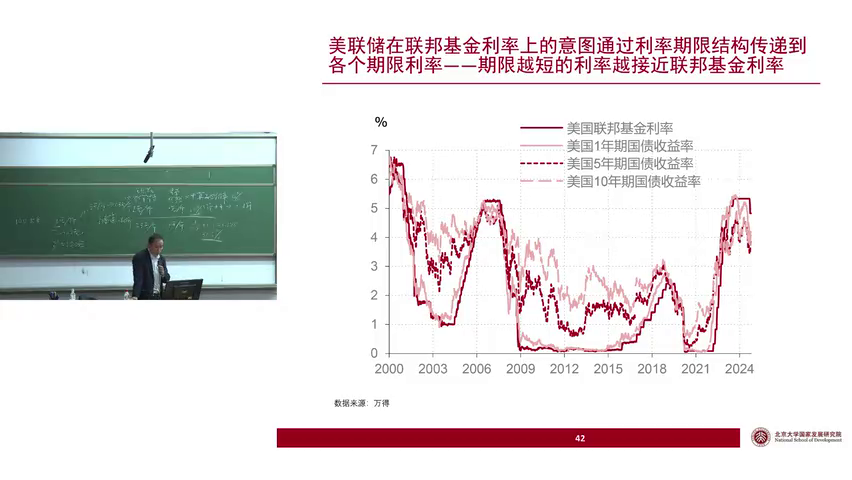 美联储在联邦基金利率上的意图通过利率期限结构传递到
各个期限利率——期限越短的利率越接近联邦基金利率
%
美国联邦基金利率
美国1年期国债收益率
美国5年期国债收益率
美国10年期国债收益率
7
6
5
4
3
2
1
0
2000 2003 2006 2009 2012 2015 2018 2021 2024
数据来源：万得
42
北京大学国家发展研究院
National School of Development